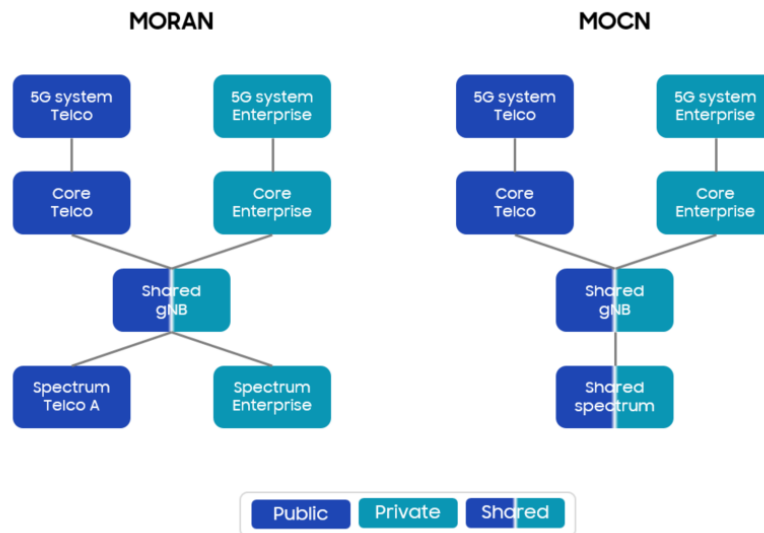 MORAN
MOCN
5G system
Telco
5G system
Enterprise
5G system
Telco
5G system
Enterprise
Core
Telco
Core
Enterprise
Core
Telco
Core
Enterprise
Shared
gNB
Shared
gNB
Spectrum
Telco A
Spectrum
Enterprise
Shared
spectrum
Public
Private
Shared